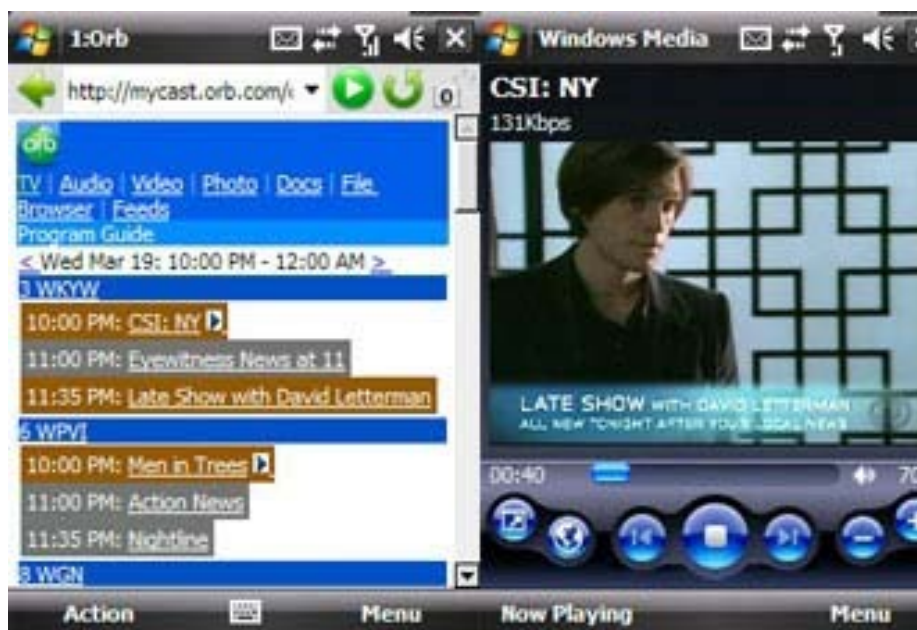 1:Orb
http://mycast.orb.com/
0
orb
TV | Audio | Video | Photo | Docs | File
Browser | Feeds
Program Guide
< Wed Mar 19: 10:00 PM - 12:00 AM >
3 WKYW
10:00 PM: CSI: NY
11:00 PM: Eyewitness News at 11
11:35 PM: Late Show with David Letterman
6 WPVI
10:00 PM: Men in Trees
11:00 PM: Action News
11:35 PM: Nightline
8 WGN
Action
Menu
Windows Media
CSI: NY
131Kbps
LATE SHOW WITH DAVID LETTERMAN
ALL NEW TONIGHT AFTER YOUR LOCAL NEWS
00:40
70
Now Playing
Menu